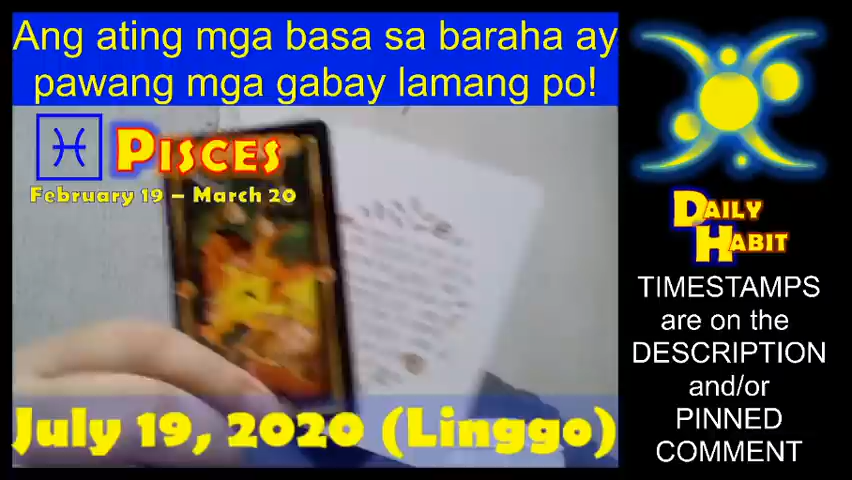 Ang ating mga basa sa baraha ay
pawang mga gabay lamang po!
PISCES
February 19 – March 20
July 19, 2020 (Linggo)
DAILY
HABIT
TIMESTAMPS
are on the
DESCRIPTION
and/or
PINNED
COMMENT